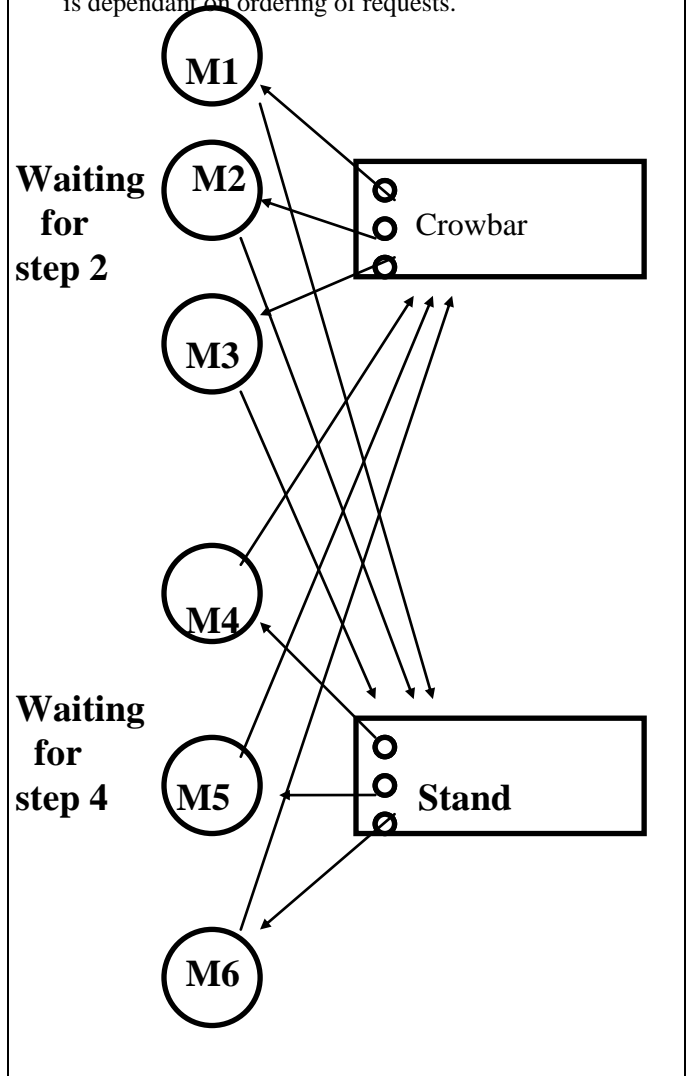 is dependant on ordering of requests.
M1
Waiting
for
step 2
M2
Crowbar
M3
M4
Waiting
for
step 4
M5
Stand
M6